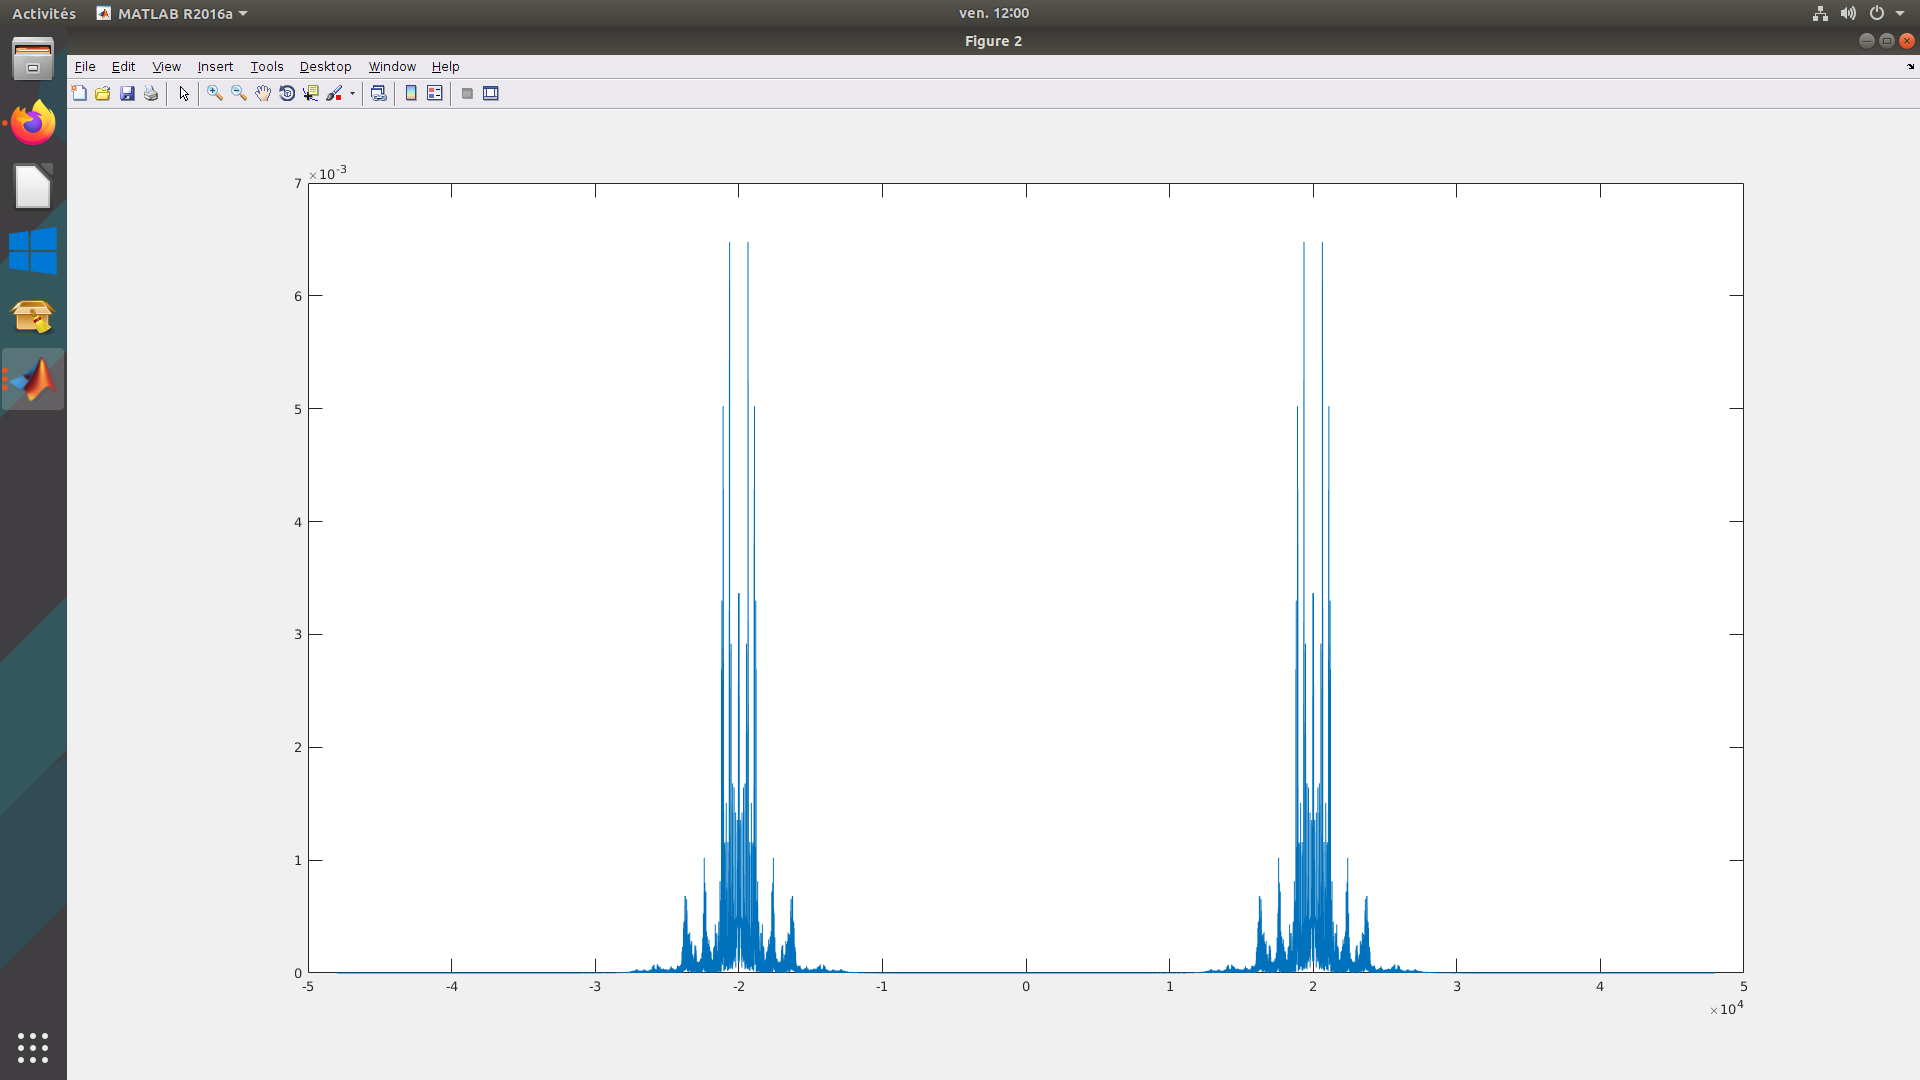 Activités MATLAB R2016a ven. 12:00
Figure 2
File Edit View Insert Tools Desktop Window Help
×10-3
7
6
5
4
3
2
1
0
-5 -4 -3 -2 -1 0 1 2 3 4 5
×104